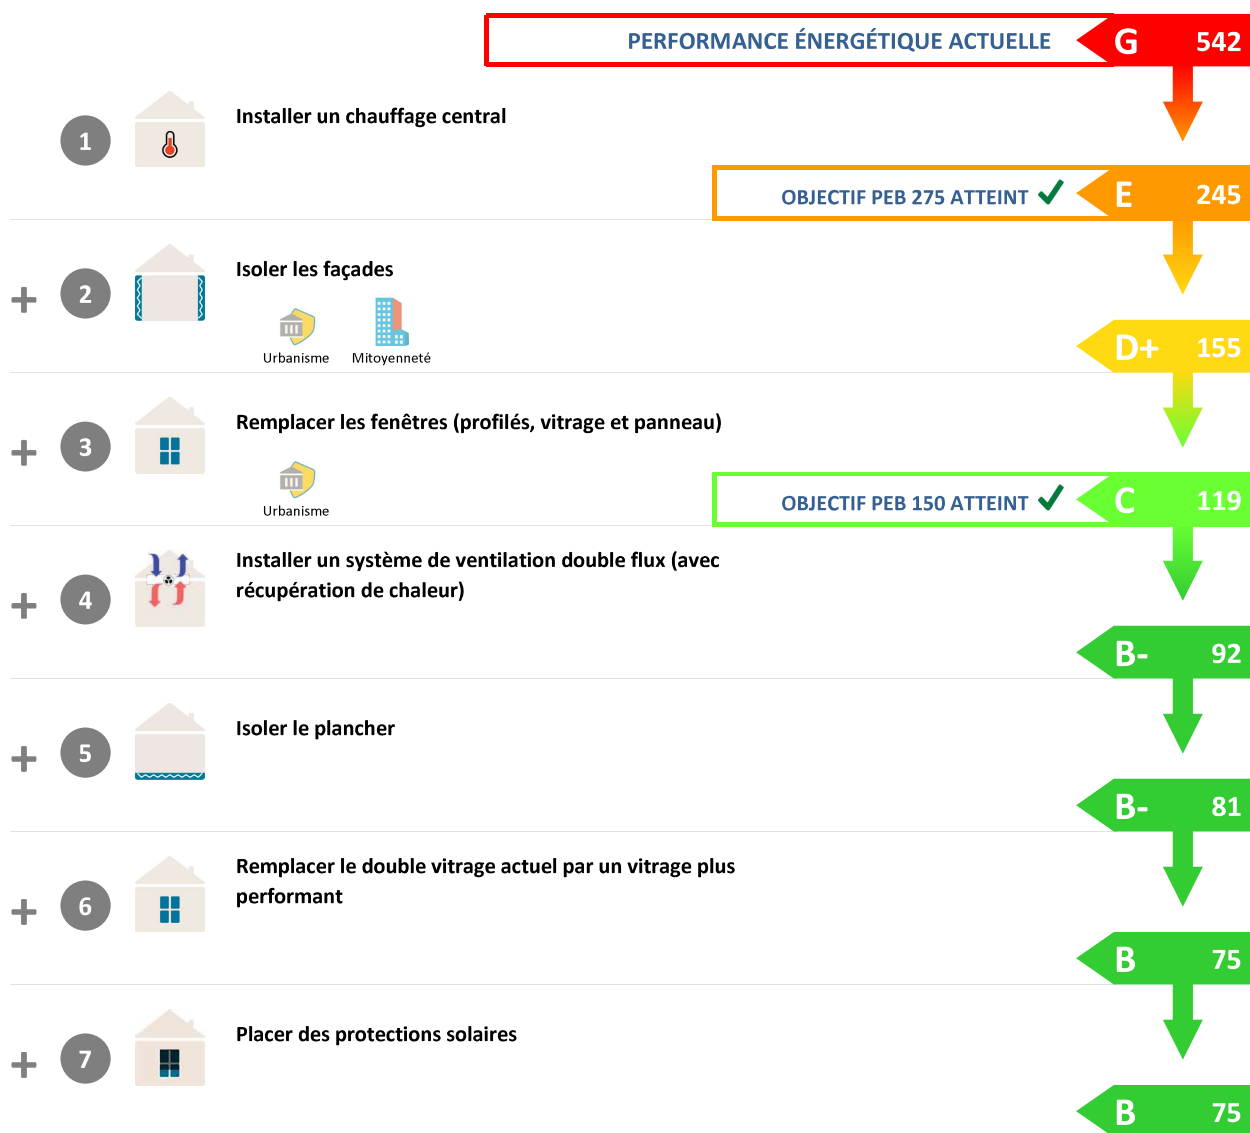 PERFORMANCE ÉNERGÉTIQUE ACTUELLE G 542
1 Installer un chauffage central
OBJECTIF PEB 275 ATTEINT E 245
+ 2 Isoler les façades
Urbanisme Mitoyenneté
D+ 155
+ 3 Remplacer les fenêtres (profilés, vitrage et panneau)
Urbanisme
OBJECTIF PEB 150 ATTEINT C 119
+ 4 Installer un système de ventilation double flux (avec
récupération de chaleur)
B- 92
+ 5 Isoler le plancher
B- 81
+ 6 Remplacer le double vitrage actuel par un vitrage plus
performant
B 75
+ 7 Placer des protections solaires
B 75